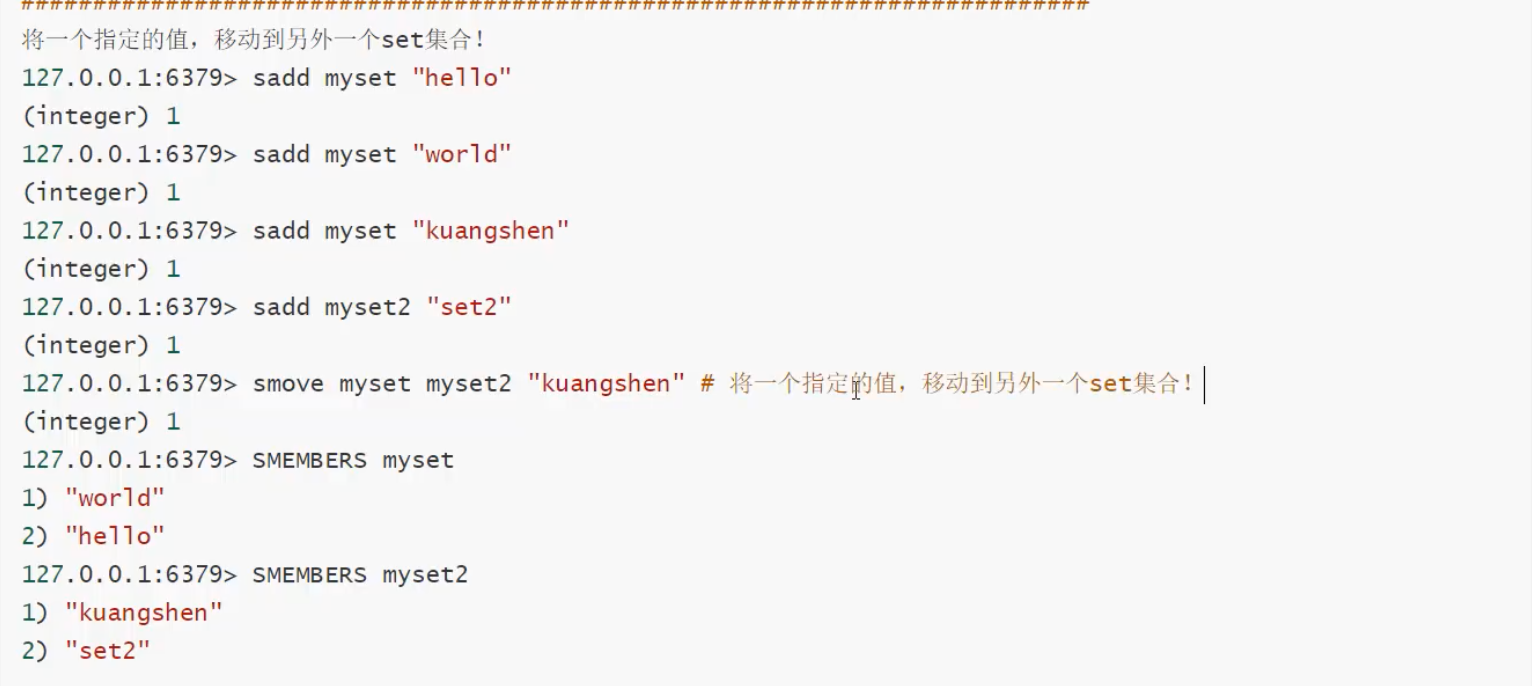 ##########################################################################
将一个指定的值，移动到另外一个set集合！
127.0.0.1:6379> sadd myset "hello"
(integer) 1
127.0.0.1:6379> sadd myset "world"
(integer) 1
127.0.0.1:6379> sadd myset "kuangshen"
(integer) 1
127.0.0.1:6379> sadd myset2 "set2"
(integer) 1
127.0.0.1:6379> smove myset myset2 "kuangshen" # 将一个指定的值，移动到另外一个set集合！
(integer) 1
127.0.0.1:6379> SMEMBERS myset
1) "world"
2) "hello"
127.0.0.1:6379> SMEMBERS myset2
1) "kuangshen"
2) "set2"